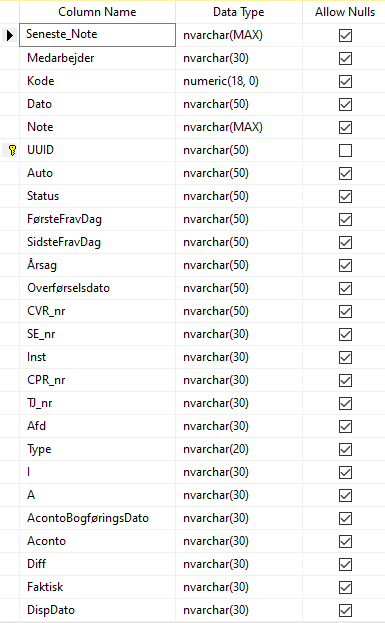 Column Name Data Type Allow Nulls
Seneste_Note nvarchar(MAX)
Medarbejder nvarchar(30)
Kode numeric(18, 0)
Dato nvarchar(50)
Note nvarchar(MAX)
UUID nvarchar(50)
Auto nvarchar(50)
Status nvarchar(50)
FørsteFravDag nvarchar(50)
SidsteFravDag nvarchar(50)
Årsag nvarchar(50)
Overførselsdato nvarchar(50)
CVR_nr nvarchar(50)
SE_nr nvarchar(30)
Inst nvarchar(30)
CPR_nr nvarchar(30)
TJ_nr nvarchar(30)
Afd nvarchar(30)
Type nvarchar(20)
I nvarchar(30)
A nvarchar(30)
AcontoBogføringsDato nvarchar(30)
Aconto nvarchar(30)
Diff nvarchar(30)
Faktisk nvarchar(30)
DispDato nvarchar(30)